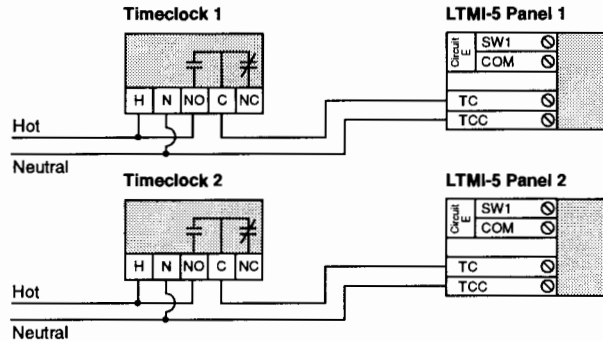 Timeclock 1
LTMI-5 Panel 1
Circuit E
SW1
COM
H N NO C NC
TC
TCC
Hot
Neutral
Timeclock 2
LTMI-5 Panel 2
Circuit E
SW1
COM
H N NO C NC
TC
TCC
Hot
Neutral